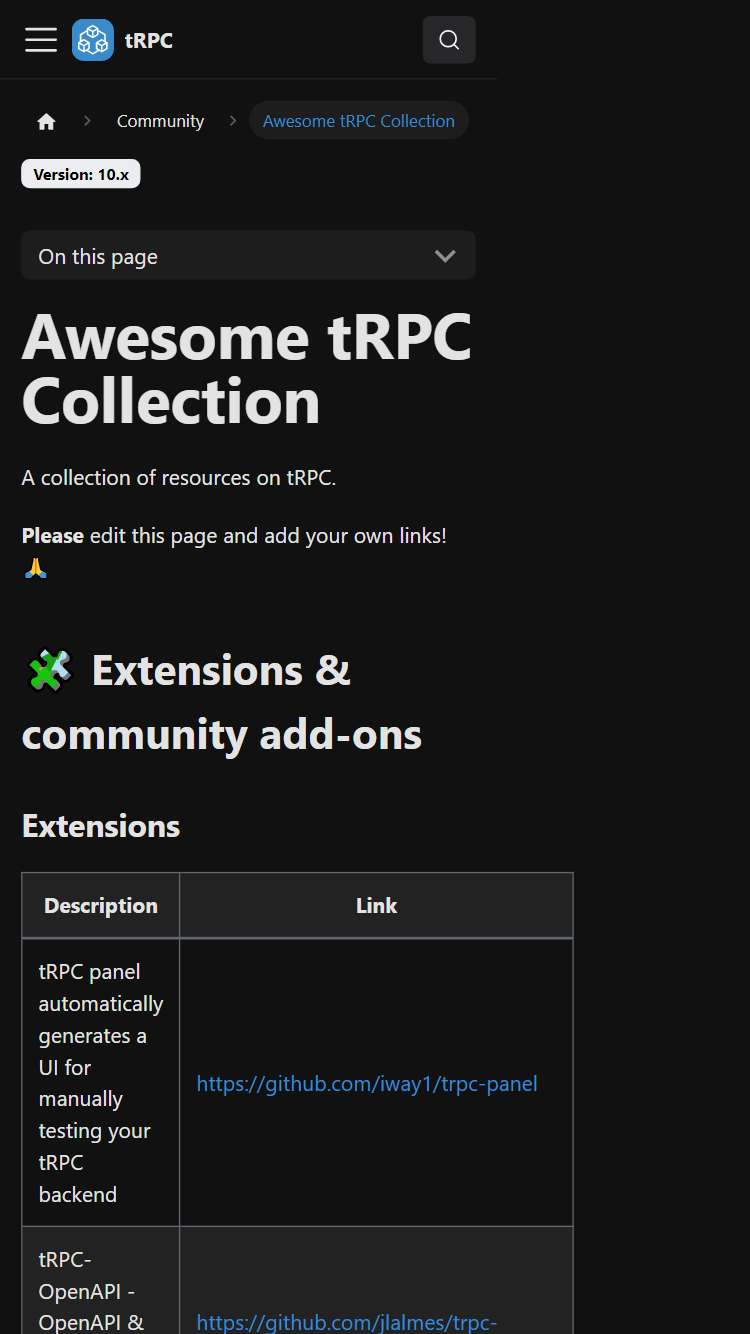 tRPC
Community
Awesome tRPC Collection
Version: 10.x
On this page
Awesome tRPC
Collection
A collection of resources on tRPC.
Please edit this page and add your own links!
🙏
🧩 Extensions &
community add-ons
Extensions
Description
Link
tRPC panel
automatically
generates a
UI for
manually
testing your
tRPC
backend
https://github.com/iway1/trpc-panel
tRPC-
OpenAPI -
OpenAPI &
https://github.com/jlalmes/trpc-